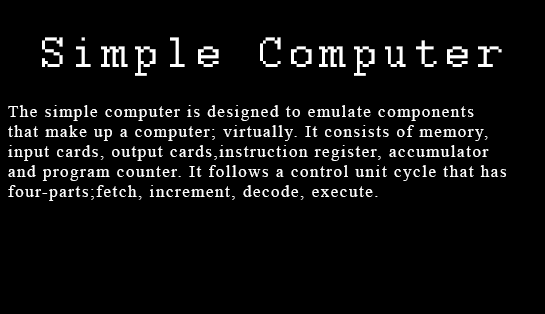 Simple Computer
The simple computer is designed to emulate components
that make up a computer; virtually. It consists of memory,
input cards, output cards,instruction register, accumulator
and program counter. It follows a control unit cycle that has
four-parts;fetch, increment, decode, execute.